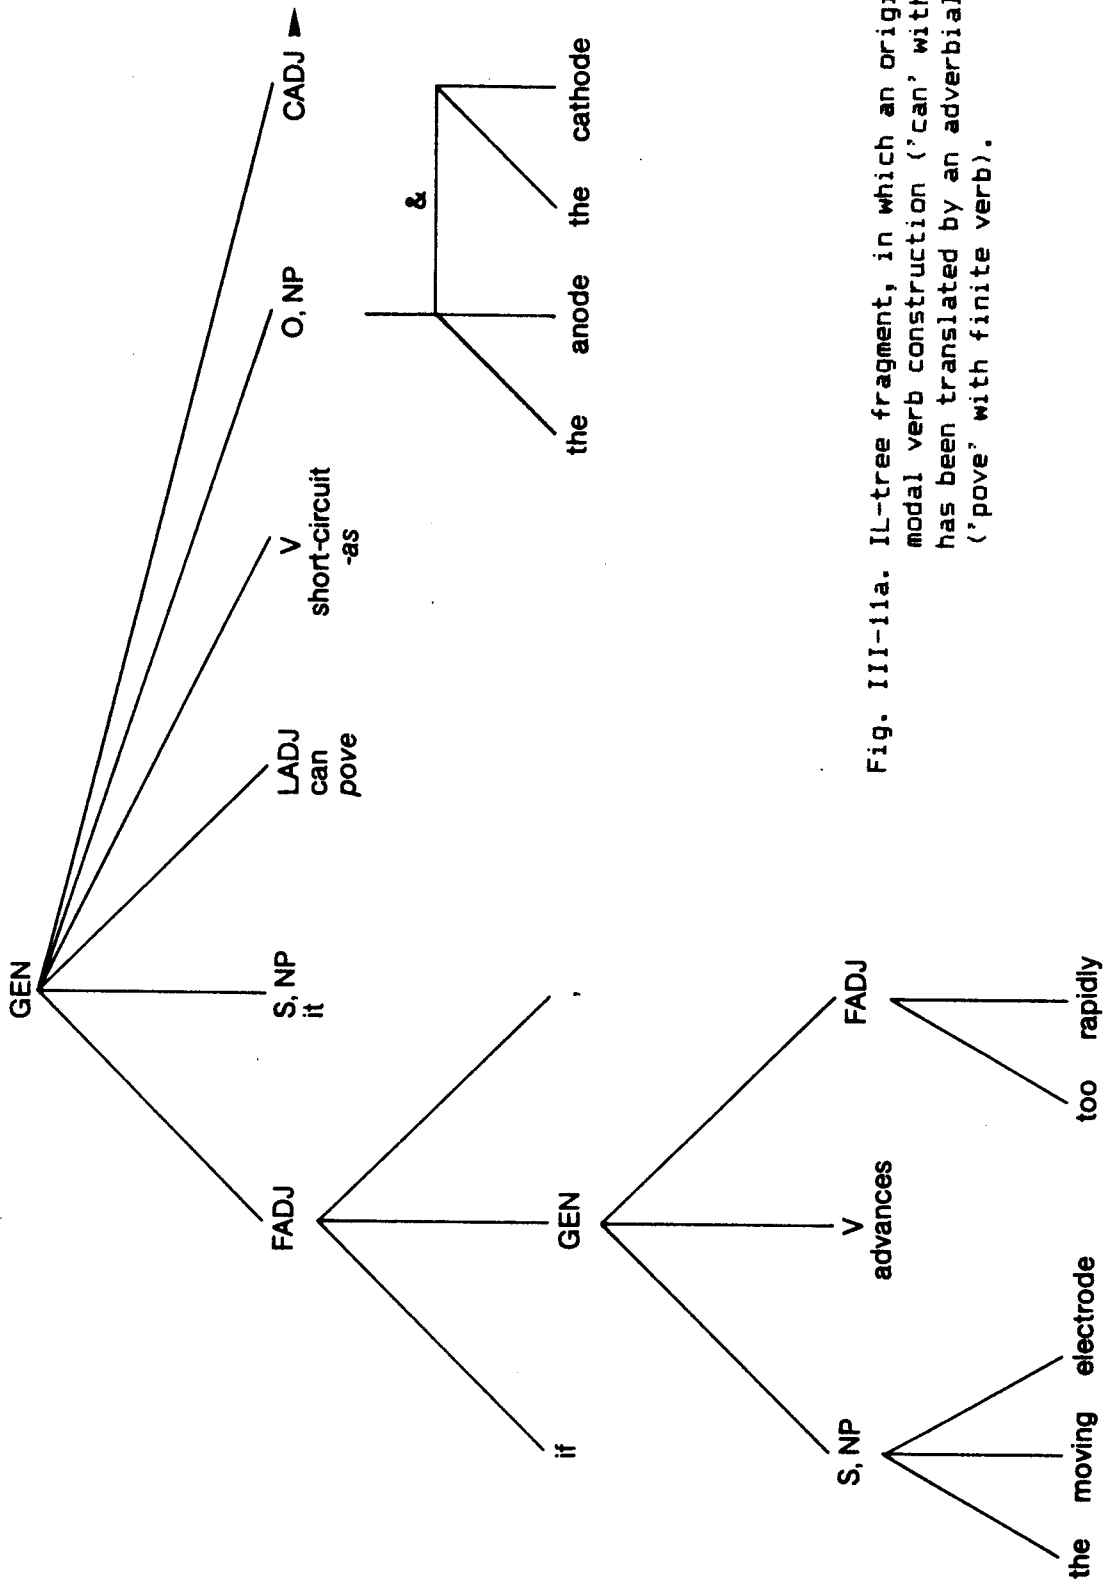 GEN
FADJ S, NP LADJ V O, NP CADJ ►
it can short-circuit
pove -as
&
if GEN , the anode the cathode
S, NP V FADJ
advances
the moving electrode too rapidly
Fig. III-11a. IL-tree fragment, in which an orig
modal verb construction ('can' with
has been translated by an adverbial
('pove' with finite verb).